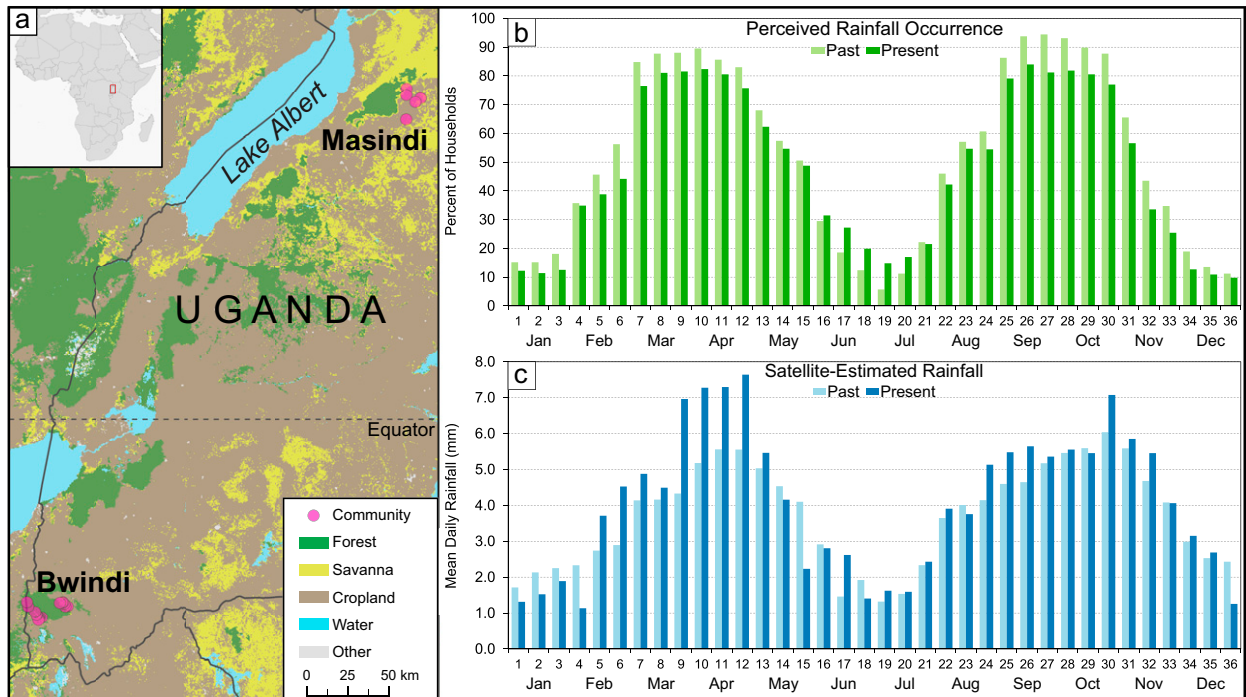 a
Lake Albert
Masindi
UGANDA
Equator
Bwindi
Community
Forest
Savanna
Cropland
Water
Other
0 25 50 km
b
Perceived Rainfall Occurrence
Past Present
Percent of Households
100
90
80
70
60
50
40
30
20
10
0
1 2 3 4 5 6 7 8 9 10 11 12 13 14 15 16 17 18 19 20 21 22 23 24 25 26 27 28 29 30 31 32 33 34 35 36
Jan Feb Mar Apr May Jun Jul Aug Sep Oct Nov Dec
c
Satellite-Estimated Rainfall
Past Present
Mean Daily Rainfall (mm)
8.0
7.0
6.0
5.0
4.0
3.0
2.0
1.0
0.0
1 2 3 4 5 6 7 8 9 10 11 12 13 14 15 16 17 18 19 20 21 22 23 24 25 26 27 28 29 30 31 32 33 34 35 36
Jan Feb Mar Apr May Jun Jul Aug Sep Oct Nov Dec